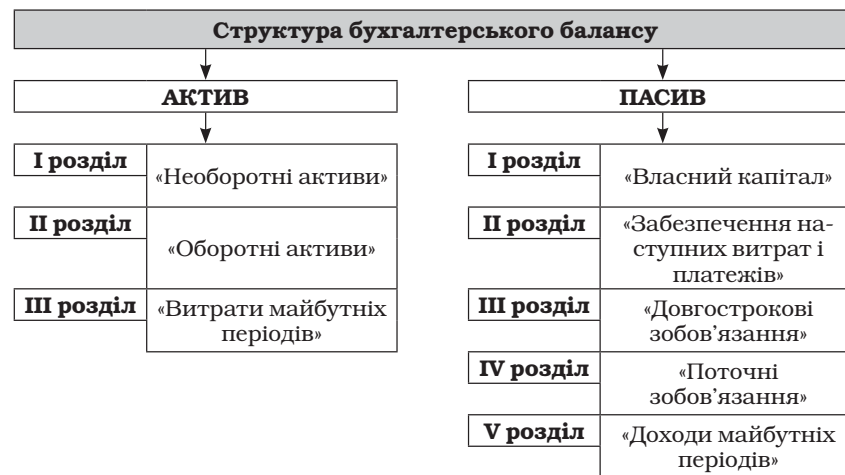 Структура бухгалтерського балансу
АКТИВ
I розділ
«Необоротні активи»
II розділ
«Оборотні активи»
III розділ
«Витрати майбутніх
періодів»
ПАСИВ
I розділ
«Власний капітал»
II розділ
«Забезпечення на-
ступних витрат і
платежів»
III розділ
«Довгострокові
зобов’язання»
IV розділ
«Поточні
зобов’язання»
V розділ
«Доходи майбутніх
періодів»